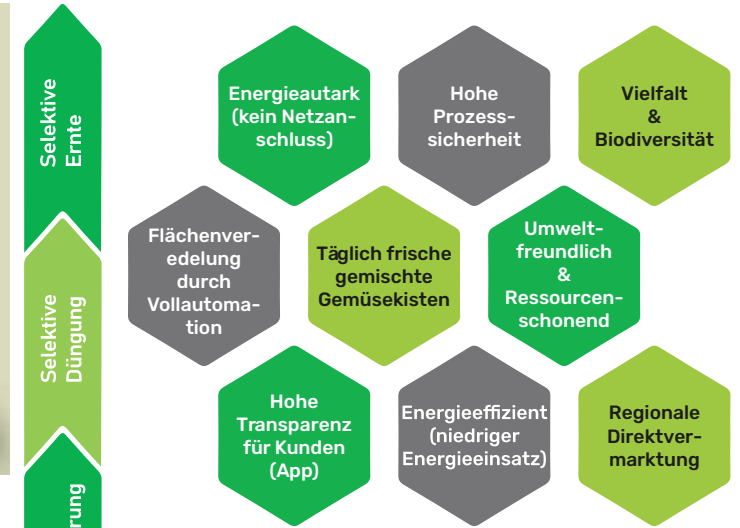 Selektive
Ernte
Selektive
Düngung
Energieautark
(kein Netzan-
schluss)
Hohe
Prozess-
sicherheit
Vielfalt
&
Biodiversität
Flächenver-
edelung
durch
Vollautoma-
tion
Täglich frische
gemischte
Gemüsekisten
Umwelt-
freundlich
&
Ressourcen-
schonend
Hohe
Transparenz
für Kunden
(App)
Energieeffizient
(niedriger
Energieeinsatz)
Regionale
Direktver-
marktung